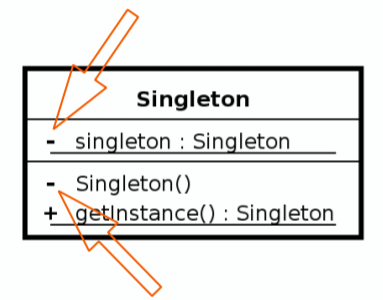 Singleton
- singleton : Singleton
- Singleton()
+ getInstance() : Singleton